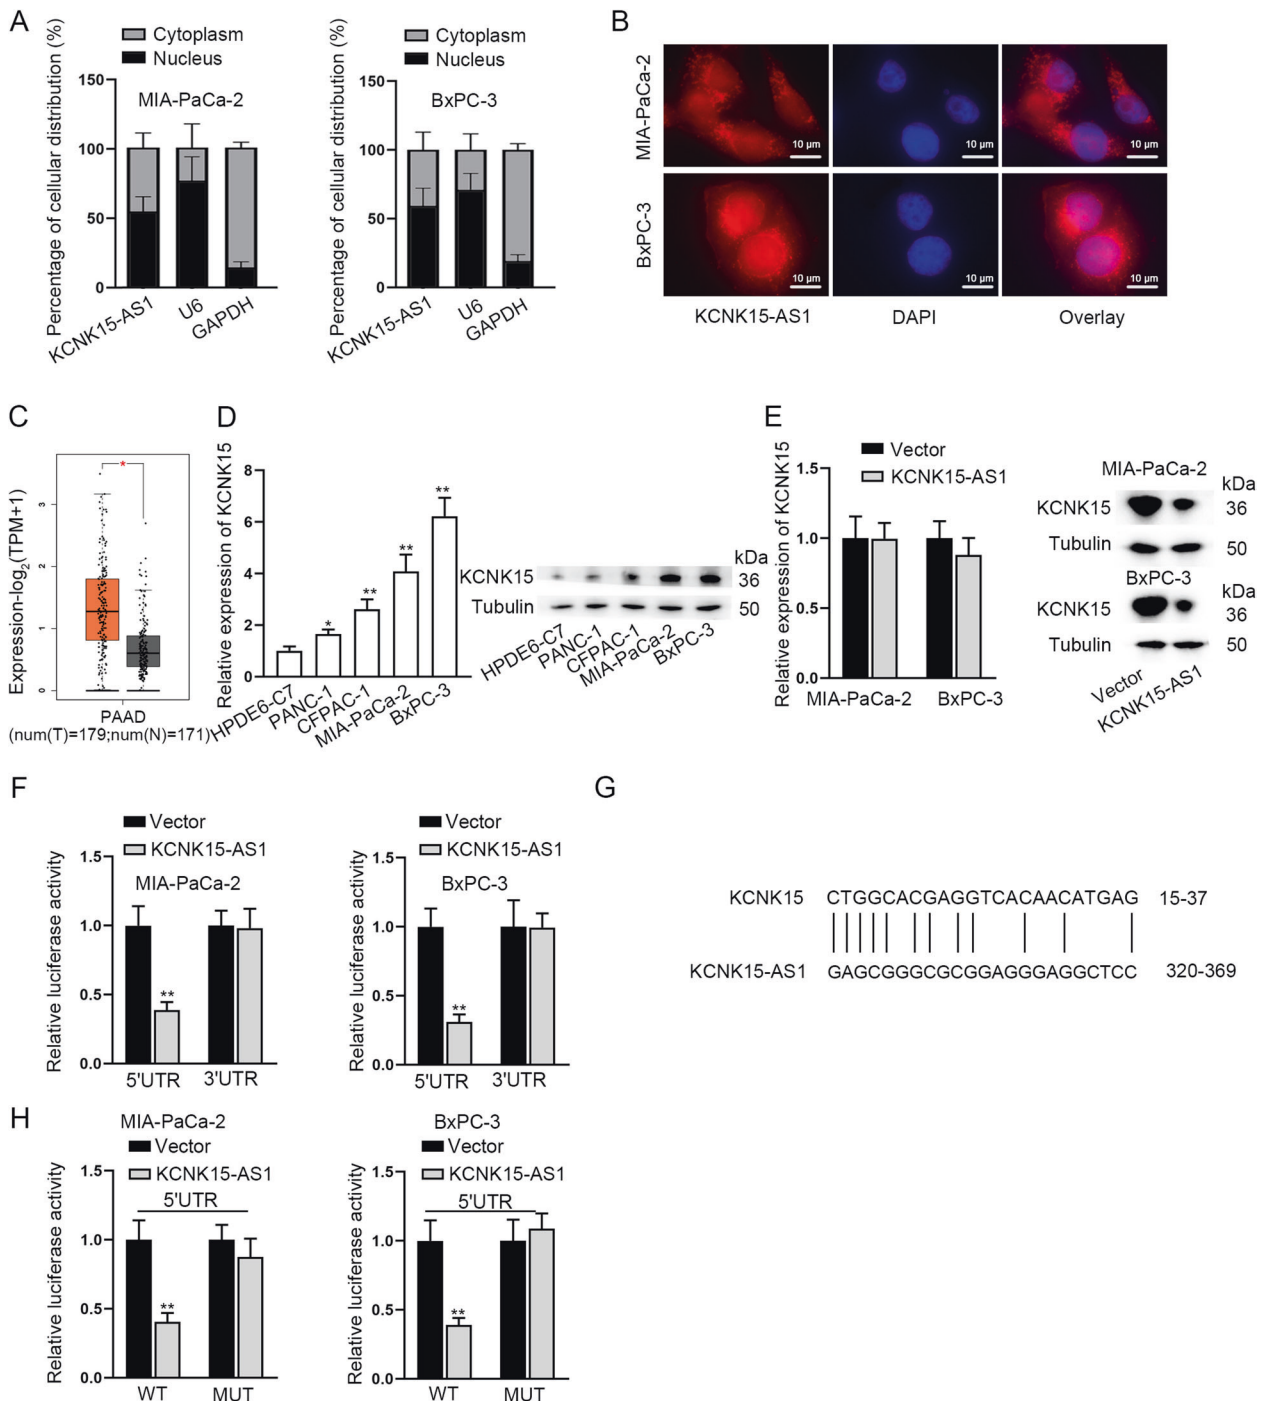 A
Percentage of cellular distribution (%)
Cytoplasm
Nucleus
MIA-PaCa-2
150
100
50
0
KCNK15-AS1
U6
GAPDH
Percentage of cellular distribution (%)
Cytoplasm
Nucleus
BxPC-3
150
100
50
0
KCNK15-AS1
U6
GAPDH
B
MIA-PaCa-2
10 μm
10 μm
10 μm
BxPC-3
10 μm
10 μm
10 μm
KCNK15-AS1
DAPI
Overlay
C
Expression-log2(TPM+1)
*
3
2
1
0
PAAD
(num(T)=179;num(N)=171)
D
Relative expression of KCNK15
8
6
4
2
0
*
**
**
**
HPDE6-C7
PANC-1
CFPAC-1
MIA-PaCa-2
BxPC-3
kDa
KCNK15 36
Tubulin 50
HPDE6-C7
PANC-1
CFPAC-1
MIA-PaCa-2
BxPC-3
E
Relative expression of KCNK15
Vector
KCNK15-AS1
1.5
1.0
0.5
0.0
MIA-PaCa-2
BxPC-3
MIA-PaCa-2
kDa
KCNK15 36
Tubulin 50
BxPC-3
kDa
KCNK15 36
Tubulin 50
Vector
KCNK15-AS1
F
Relative luciferase activity
Vector
KCNK15-AS1
MIA-PaCa-2
1.5
1.0
0.5
0.0
**
5'UTR
3'UTR
Relative luciferase activity
Vector
KCNK15-AS1
BxPC-3
1.5
1.0
0.5
0.0
**
5'UTR
3'UTR
G
KCNK15 CTGGCACGAGGTCACAACATGAG 15-37
KCNK15-AS1 GAGCGGGCGCGGAGGGAGGCTCC 320-369
H
MIA-PaCa-2
Relative luciferase activity
Vector
KCNK15-AS1
5'UTR
1.5
1.0
0.5
0.0
**
WT
MUT
BxPC-3
Relative luciferase activity
Vector
KCNK15-AS1
5'UTR
1.5
1.0
0.5
0.0
**
WT
MUT